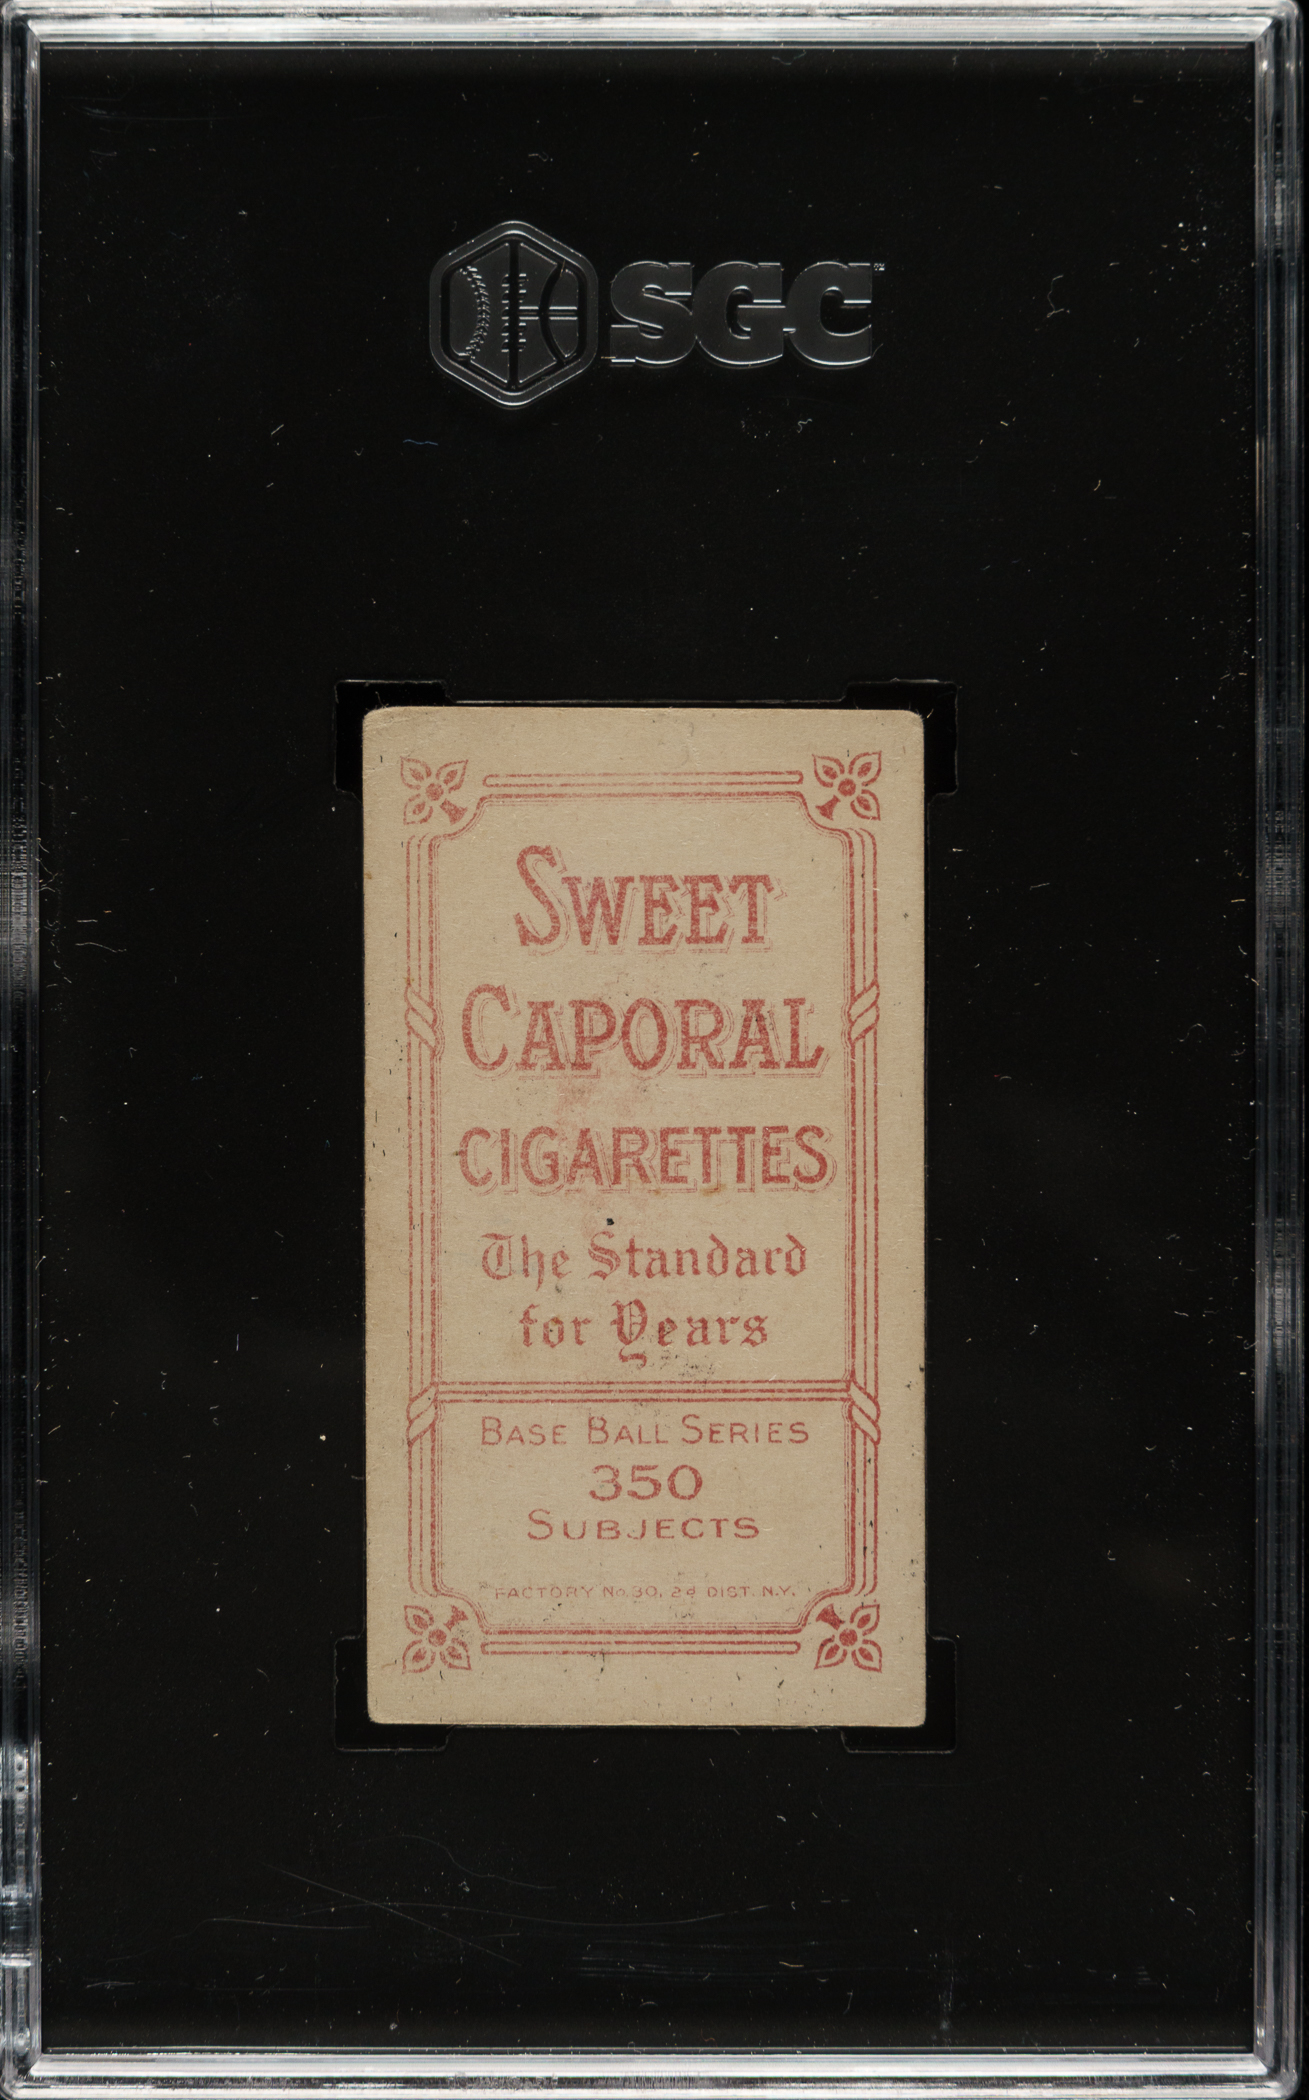 SGC
SWEET
CAPORAL
CIGARETTES
The Standard
for Years
BASE BALL SERIES
350
SUBJECTS
FACTORY No.30, 2d DIST. N.Y.